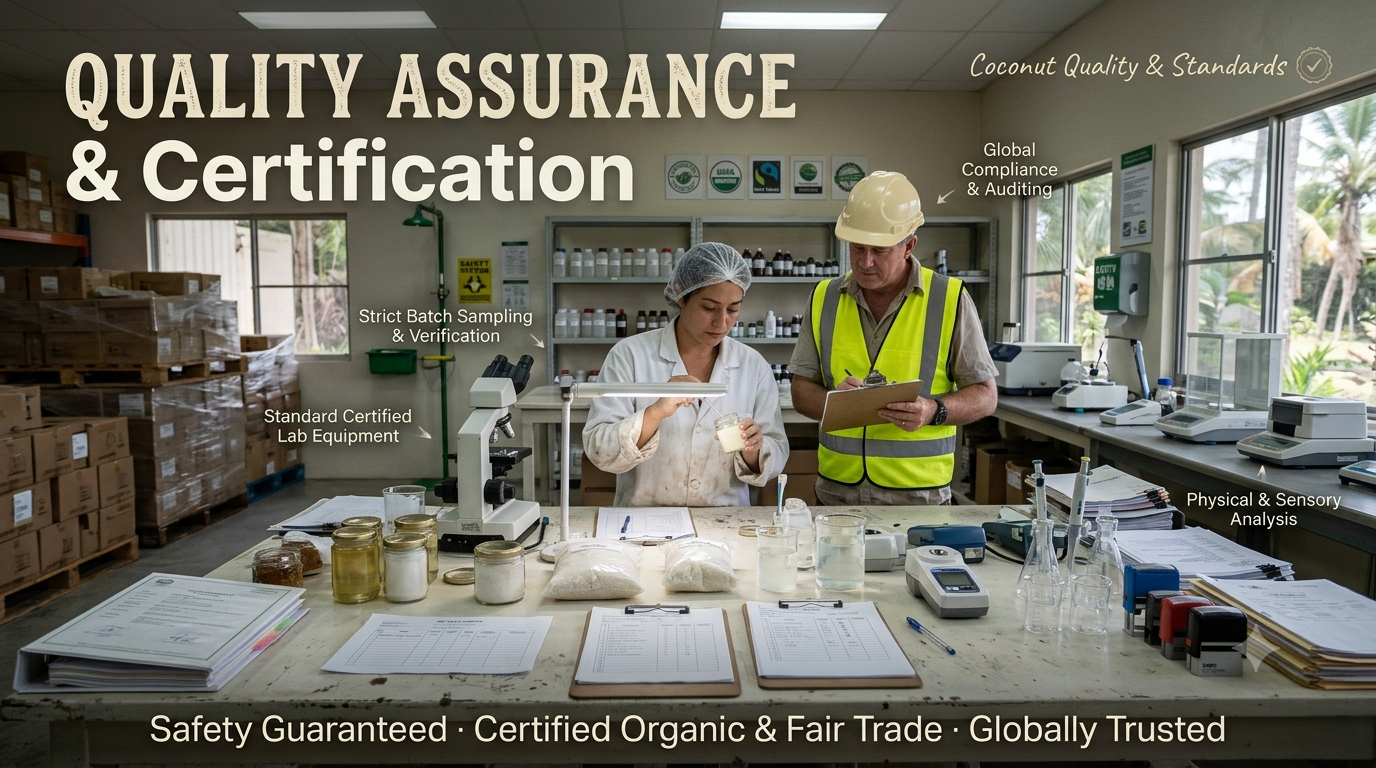 QUALITY ASSURANCE
& Certification
Coconut Quality & Standards
Global
Compliance
& Auditing
Strict Batch Sampling
& Verification
Standard Certified
Lab Equipment
Physical & Sensory
Analysis
SAFETY
Safety Guaranteed · Certified Organic & Fair Trade · Globally Trusted